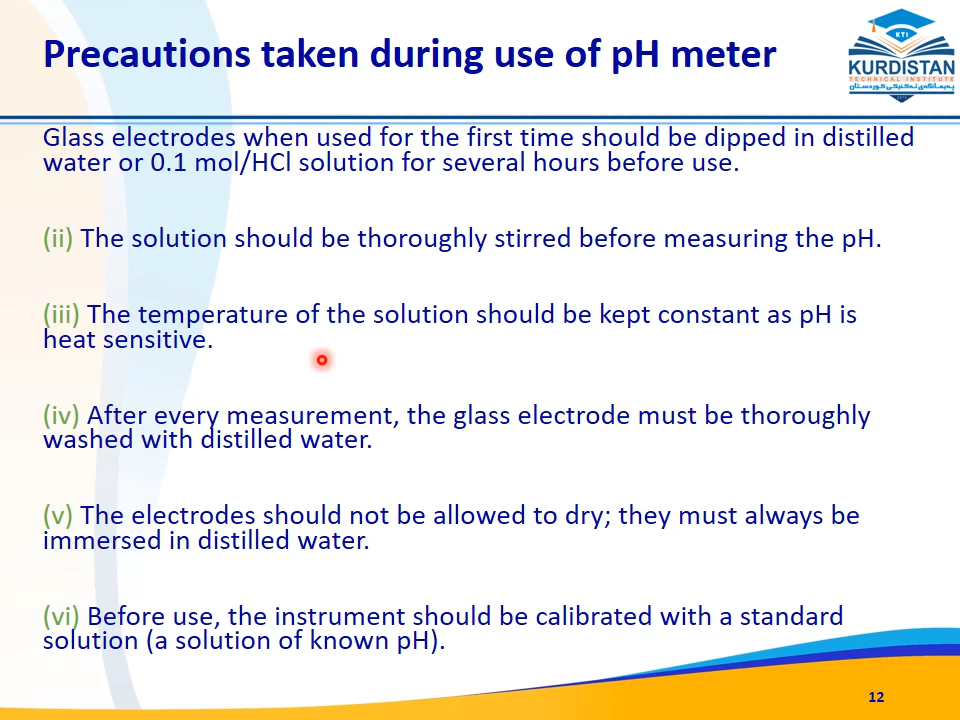 Precautions taken during use of pH meter
KTI
KURDISTAN
TECHNICAL INSTITUTE
پەیمانگەی تەکنیکی کوردستان
Glass electrodes when used for the first time should be dipped in distilled
water or 0.1 mol/HCl solution for several hours before use.
(ii) The solution should be thoroughly stirred before measuring the pH.
(iii) The temperature of the solution should be kept constant as pH is
heat sensitive.
(iv) After every measurement, the glass electrode must be thoroughly
washed with distilled water.
(v) The electrodes should not be allowed to dry; they must always be
immersed in distilled water.
(vi) Before use, the instrument should be calibrated with a standard
solution (a solution of known pH).
12